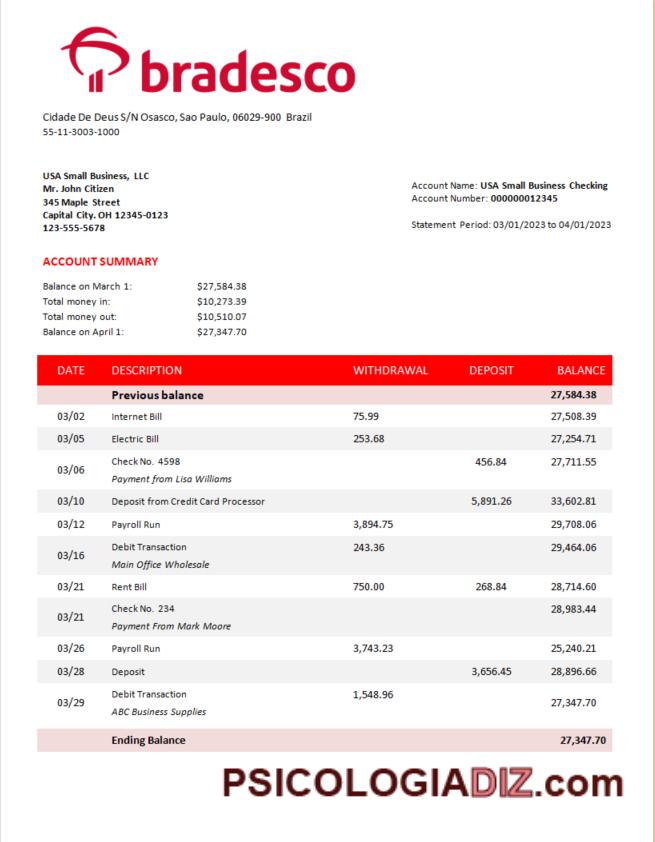 bradesco
Cidade De Deus S/N Osasco, Sao Paulo, 06029-900 Brazil
55-11-3003-1000
USA Small Business, LLC
Mr. John Citizen
345 Maple Street
Capital City. OH 12345-0123
123-555-5678
Account Name: USA Small Business Checking
Account Number: 000000012345
Statement Period: 03/01/2023 to 04/01/2023
ACCOUNT SUMMARY
Balance on March 1: $27,584.38
Total money in: $10,273.39
Total money out: $10,510.07
Balance on April 1: $27,347.70
DATE DESCRIPTION WITHDRAWAL DEPOSIT BALANCE
Previous balance 27,584.38
03/02 Internet Bill 75.99 27,508.39
03/05 Electric Bill 253.68 27,254.71
03/06 Check No. 4598 456.84 27,711.55
Payment from Lisa Williams
03/10 Deposit from Credit Card Processor 5,891.26 33,602.81
03/12 Payroll Run 3,894.75 29,708.06
03/16 Debit Transaction 243.36 29,464.06
Main Office Wholesale
03/21 Rent Bill 750.00 268.84 28,714.60
03/21 Check No. 234 28,983.44
Payment From Mark Moore
03/26 Payroll Run 3,743.23 25,240.21
03/28 Deposit 3,656.45 28,896.66
03/29 Debit Transaction 1,548.96 27,347.70
ABC Business Supplies
Ending Balance 27,347.70
PSICOLOGIADIZ.com